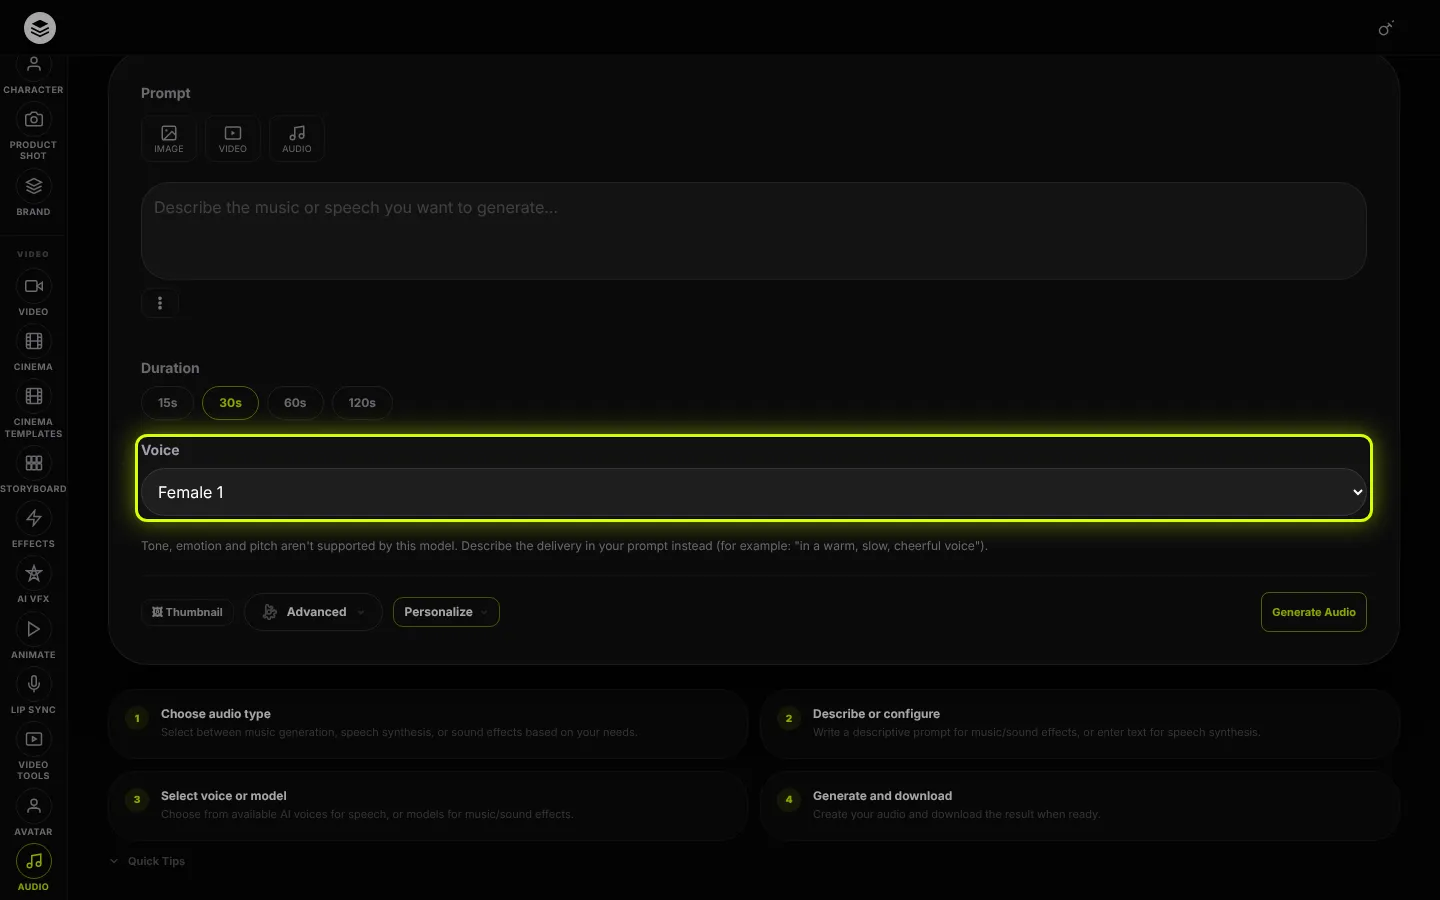 CHARACTER
PRODUCT
SHOT
BRAND
VIDEO
VIDEO
CINEMA
CINEMA
TEMPLATES
STORYBOARD
EFFECTS
AI VFX
ANIMATE
LIP SYNC
VIDEO
TOOLS
AVATAR
AUDIO
Prompt
IMAGE VIDEO AUDIO
Describe the music or speech you want to generate...
Duration
15s 30s 60s 120s
Voice
Female 1
Tone, emotion and pitch aren't supported by this model. Describe the delivery in your prompt instead (for example: "in a warm, slow, cheerful voice").
Thumbnail Advanced Personalize Generate Audio
1 Choose audio type
Select between music generation, speech synthesis, or sound effects based on your needs.
2 Describe or configure
Write a descriptive prompt for music/sound effects, or enter text for speech synthesis.
3 Select voice or model
Choose from available AI voices for speech, or models for music/sound effects.
4 Generate and download
Create your audio and download the result when ready.
Quick Tips